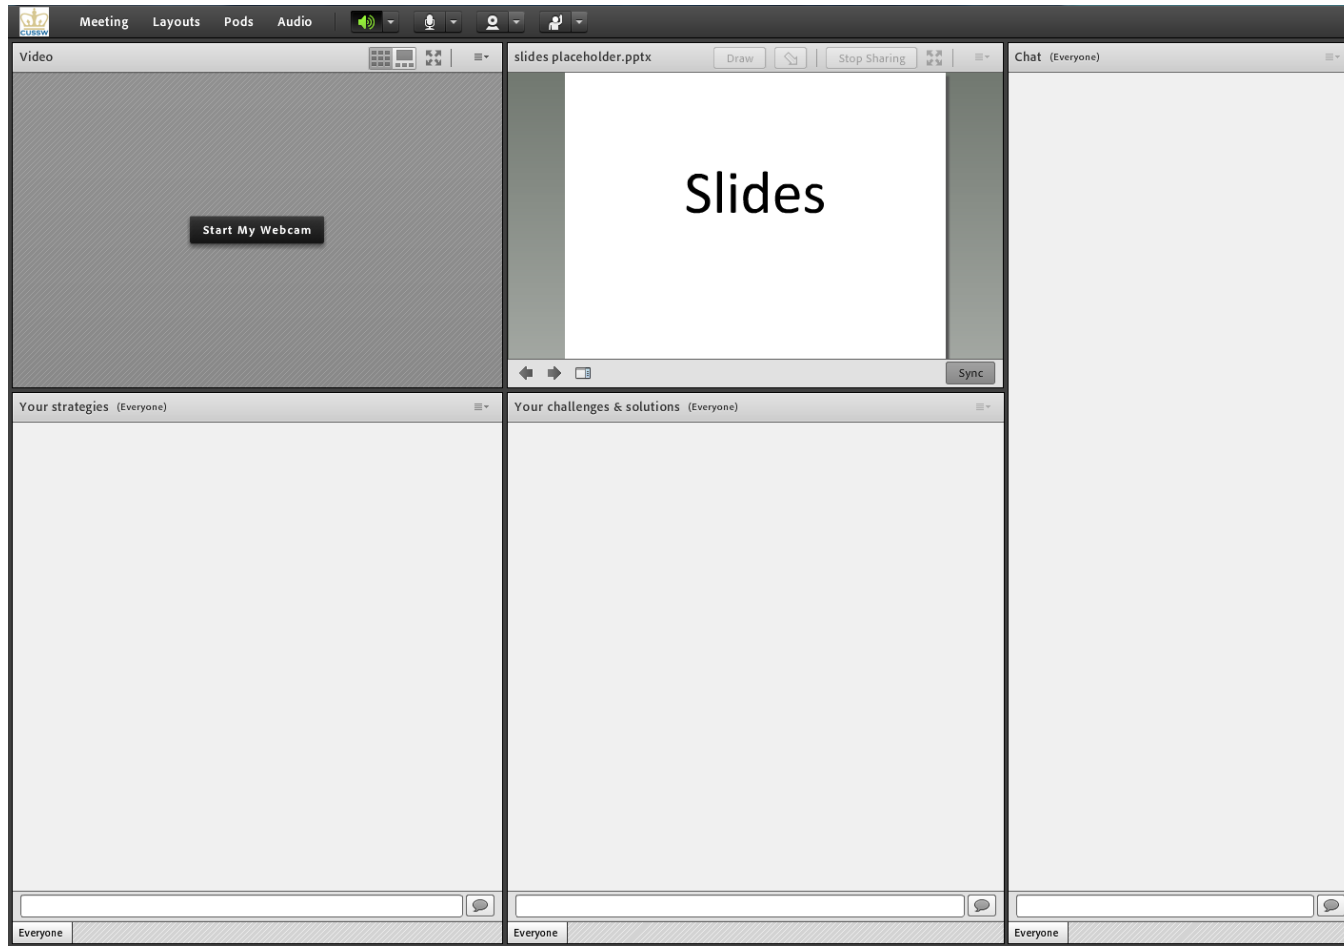 CUSSW
Meeting Layouts Pods Audio
Video
Start My Webcam
slides placeholder.pptx Draw Stop Sharing
Slides
Sync
Chat (Everyone)
Your strategies (Everyone)
Everyone
Your challenges & solutions (Everyone)
Everyone
Everyone